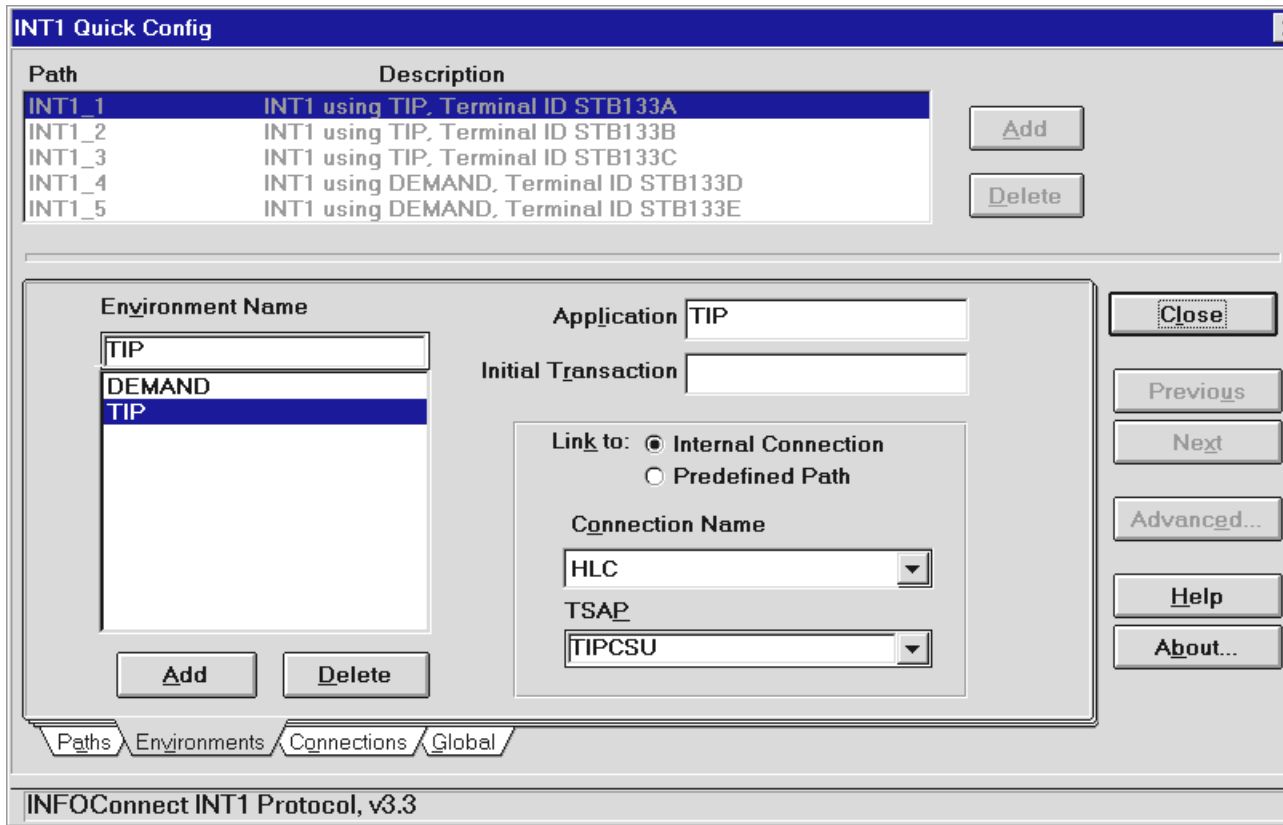 INT1 Quick Config
Path Description
INT1_1 INT1 using TIP, Terminal ID STB133A
INT1_2 INT1 using TIP, Terminal ID STB133B
INT1_3 INT1 using TIP, Terminal ID STB133C
INT1_4 INT1 using DEMAND, Terminal ID STB133D
INT1_5 INT1 using DEMAND, Terminal ID STB133E
Add
Delete
Environment Name
TIP
DEMAND
TIP
Add Delete
Application TIP
Initial Transaction
Link to: Internal Connection
Predefined Path
Connection Name
HLC
TSAP
TIPCSU
Close
Previous
Next
Advanced...
Help
About...
Paths Environments Connections Global
INFOConnect INT1 Protocol, v3.3